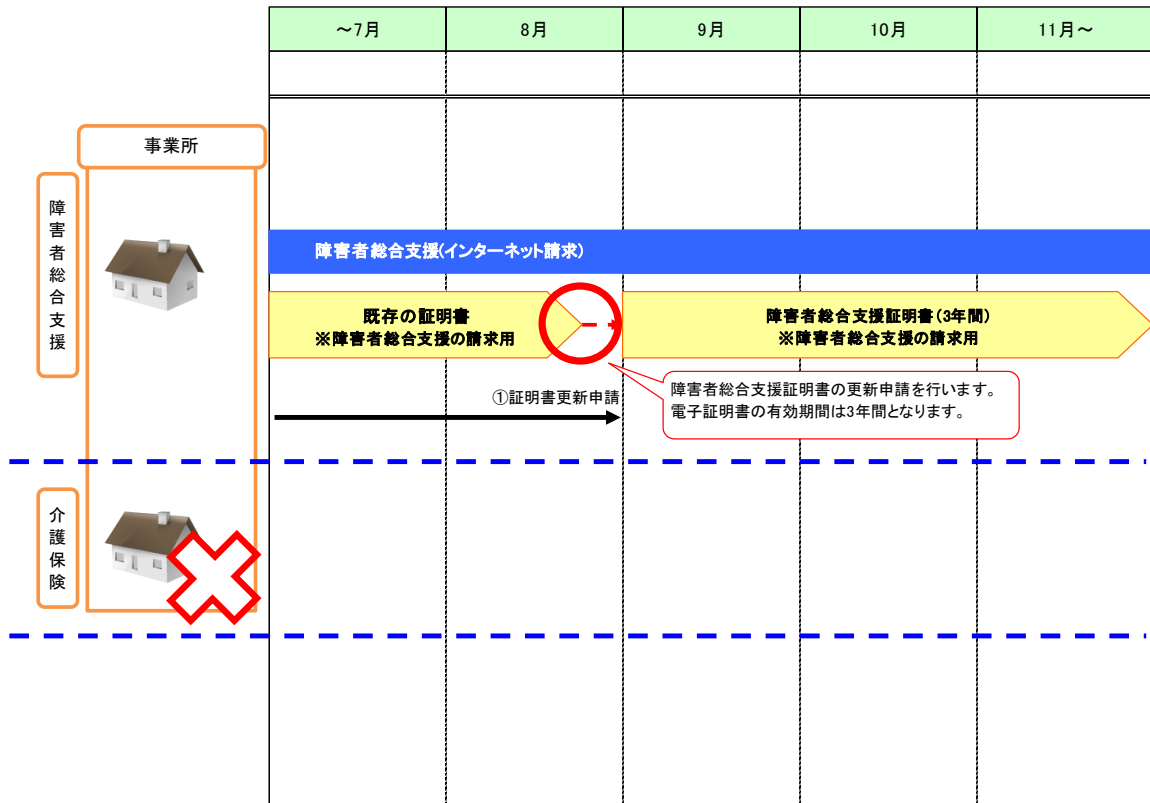 ～7月
8月
9月
10月
11月～
事業所
障害者総合支援
障害者総合支援(インターネット請求)
既存の証明書
※障害者総合支援の請求用
障害者総合支援証明書(3年間)
※障害者総合支援の請求用
障害者総合支援証明書の更新申請を行います。
電子証明書の有効期間は3年間となります。
①証明書更新申請
介護保険